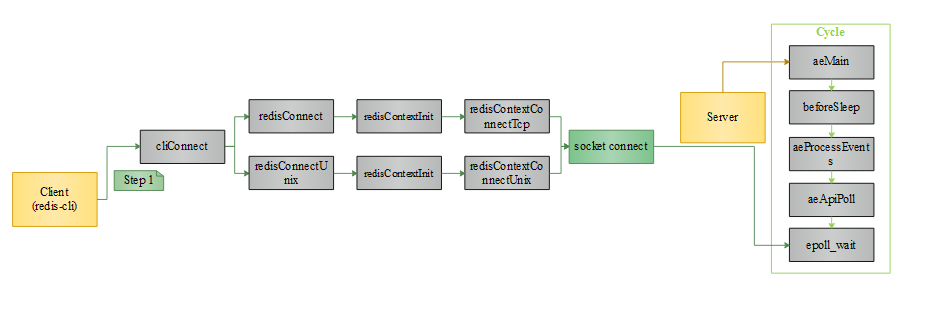 Cycle
aeMain
beforeSleep
aeProcessEvent
s
aeApiPoll
epoll_wait
Server
redisConnect
redisContextInit
redisContextCo
nnectTcp
cliConnect
socket connect
redisConnectU
nix
redisContextInit
redisContextCo
nnectUnix
Step 1
Client
(redis-cli)